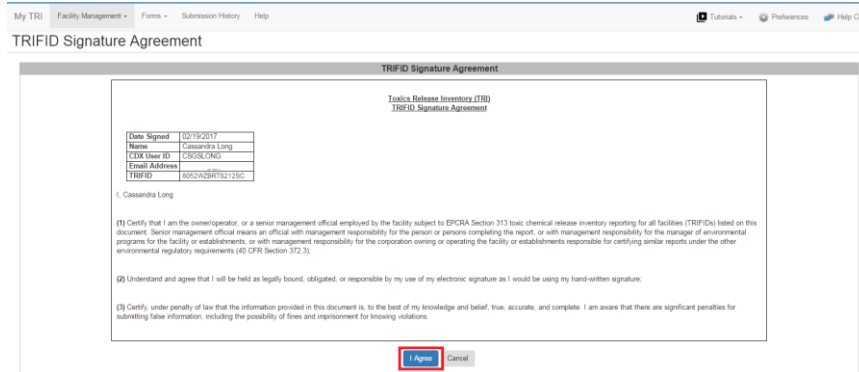 My TRI Facility Management Forms Submission History Help Tutorials Preferences Help
TRIFID Signature Agreement
TRIFID Signature Agreement
Toxics Release Inventory (TRI)
TRIFID Signature Agreement
Date Signed 02/19/2017
Name Cassandra Long
CDX User ID CSGSLONG
Email Address
TRIFID 8052WZBRTS2128C
I, Cassandra Long
(1) Certify that I am the owner/operator, or a senior management official employed by the facility subject to EPCRA Section 313 toxic chemical release inventory reporting for all facilities (TRIFIDs) listed on this
document. Senior management official means an official with management responsibility for the person or persons completing the report, or with management responsibility for the manager of environmental
programs for the facility or establishments, or with management responsibility for the corporation owning or operating the facility or establishments responsible for certifying similar reports under the other
environmental regulatory requirements (40 CFR Section 372.3);
(2) Understand and agree that I will be held as legally bound, obligated, or responsible by my use of my electronic signature as I would be using my hand-written signature;
(3) Certify, under penalty of law that the information provided in this document is, to the best of my knowledge and belief, true, accurate, and complete. I am aware that there are significant penalties for
submitting false information, including the possibility of fines and imprisonment for knowing violations.
I Agree Cancel